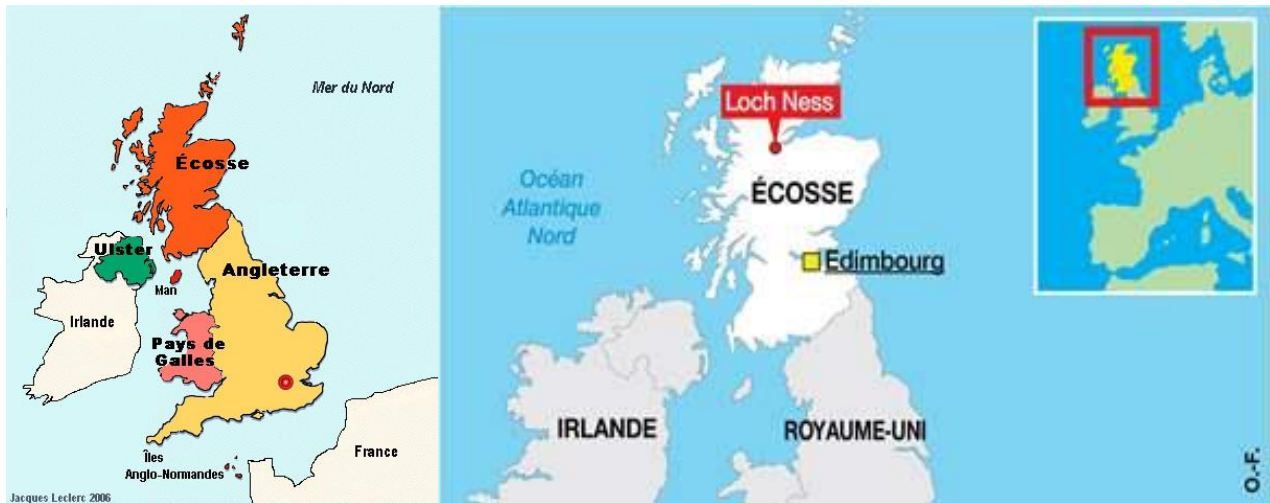 Mer du Nord
Écosse
Ulster
Angleterre
Man
Irlande
Pays de
Galles
Îles
Anglo-Normandes
France
Jacques Leclerc 2006
Loch Ness
Océan
Atlantique
Nord
ÉCOSSE
Edimbourg
IRLANDE
ROYAUME-UNI
O.-F.